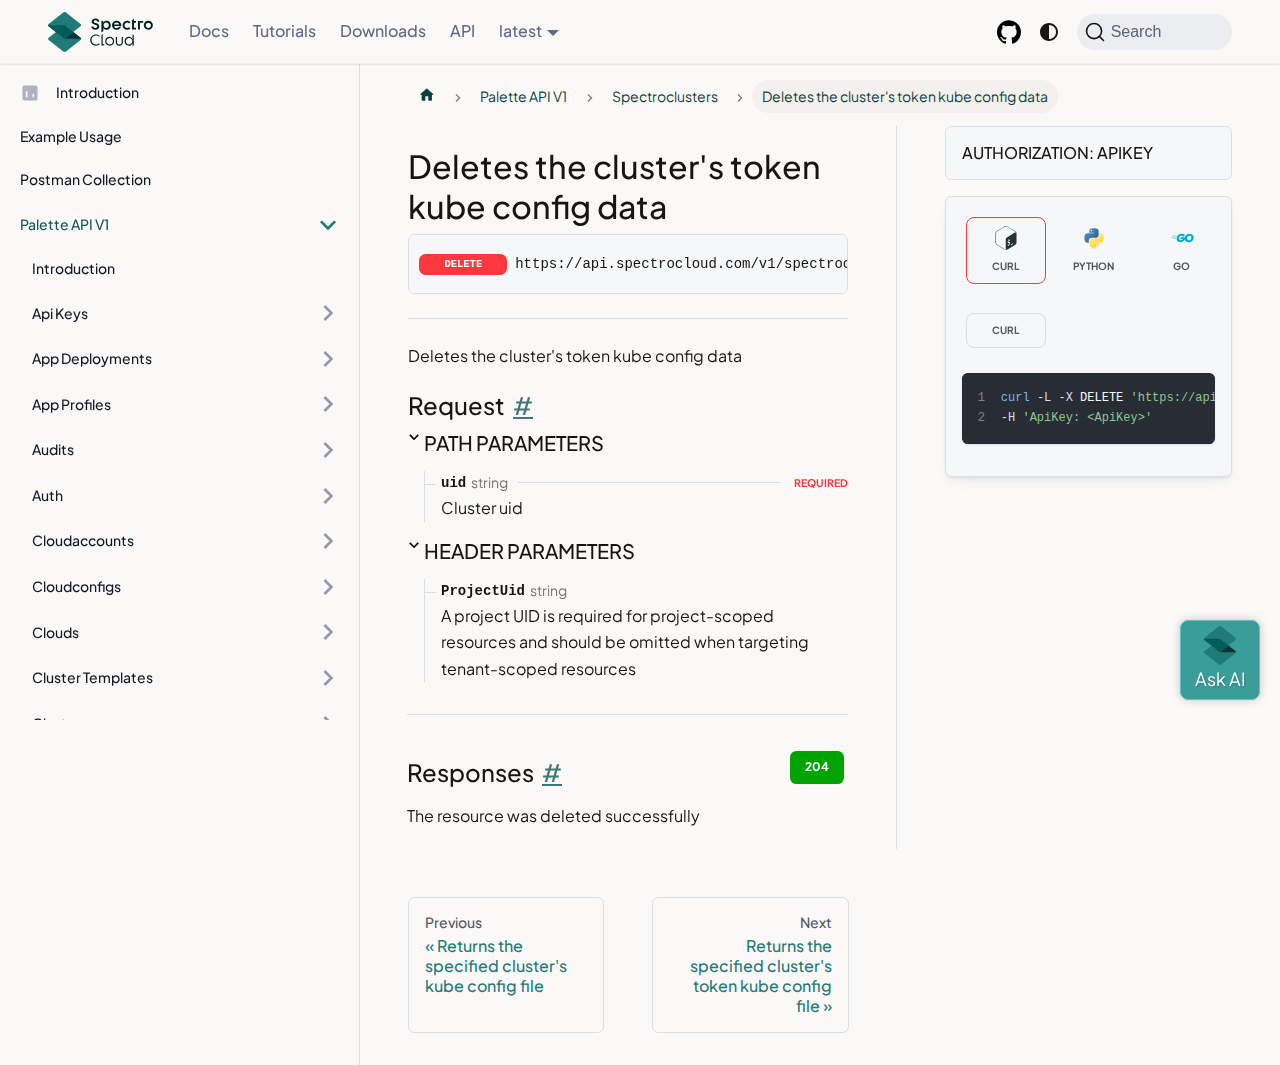 Spectro Cloud
Docs Tutorials Downloads API latest
Search
Introduction
Example Usage
Postman Collection
Palette API V1
Introduction
Api Keys
App Deployments
App Profiles
Audits
Auth
Cloudaccounts
Cloudconfigs
Clouds
Cluster Templates
Palette API V1 Spectroclusters Deletes the cluster's token kube config data
Deletes the cluster's token
kube config data
DELETE https://api.spectrocloud.com/v1/spectroc
Deletes the cluster's token kube config data
Request #
PATH PARAMETERS
uid string REQUIRED
Cluster uid
HEADER PARAMETERS
ProjectUid string
A project UID is required for project-scoped
resources and should be omitted when targeting
tenant-scoped resources
Responses # 204
The resource was deleted successfully
Previous
« Returns the
specified cluster's
kube config file
Next
Returns the
specified cluster's
token kube config
file »
AUTHORIZATION: APIKEY
CURL PYTHON GO
CURL
1 curl -L -X DELETE 'https://api
2 -H 'ApiKey: <ApiKey>'
Ask AI